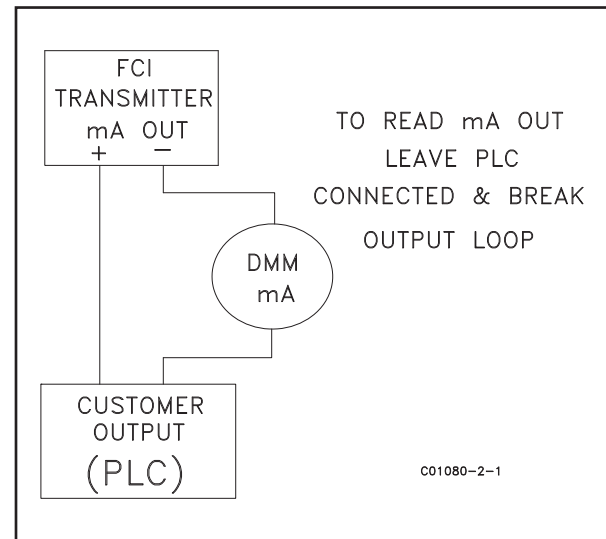 FCI
TRANSMITTER
mA OUT
+ −
TO READ mA OUT
LEAVE PLC
CONNECTED & BREAK
OUTPUT LOOP
DMM
mA
CUSTOMER
OUTPUT
(PLC)
C01080-2-1